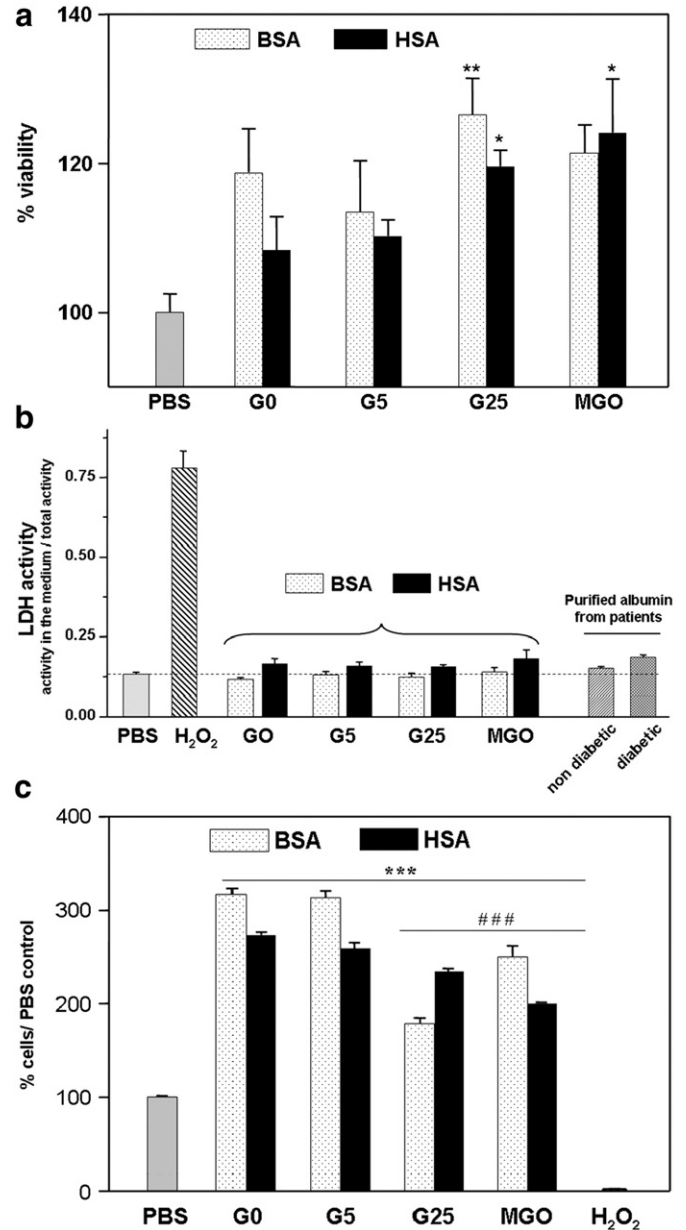 a
140
BSA
HSA
**
*
*
% viability
120
100
PBS G0 G5 G25 MGO
b
LDH activity
activity in the medium / total activity
0.75
0.50
0.25
0.00
BSA
HSA
Purified albumin
from patients
PBS H₂O₂ GO G5 G25 MGO
non diabetic
diabetic
c
400
BSA
HSA
***
###
% cells/ PBS control
300
200
100
0
PBS G0 G5 G25 MGO H₂O₂